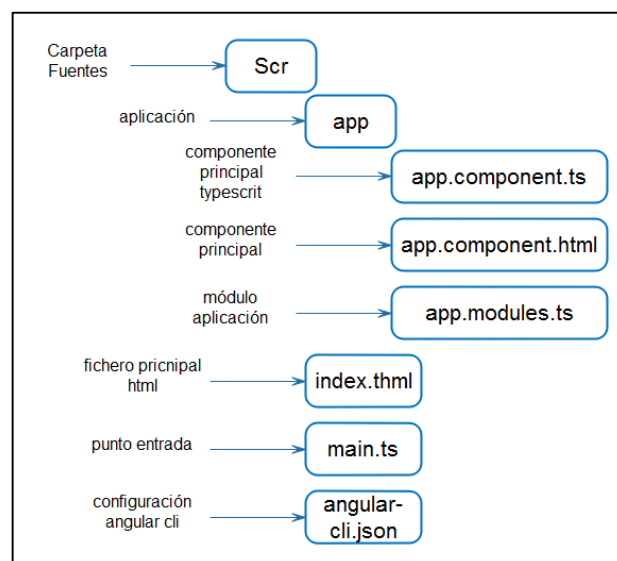 Carpeta
Fuentes
Scr
aplicación
app
componente
principal
typescrit
app.component.ts
componente
principal
app.component.html
módulo
aplicación
app.modules.ts
fichero pricnipal
html
index.thml
punto entrada
main.ts
configuración
angular cli
angular-
cli.json